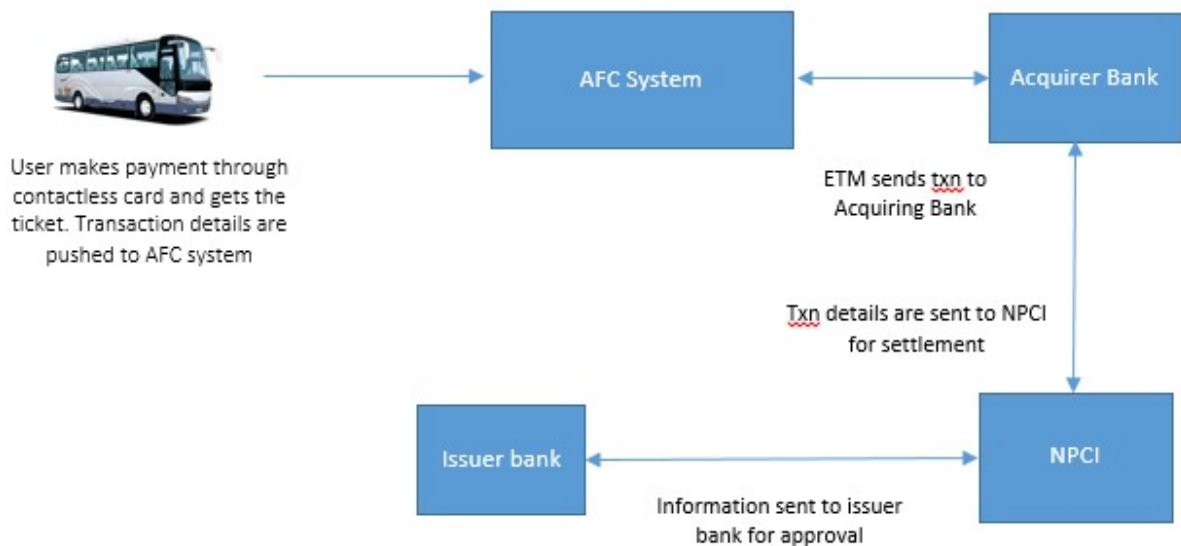 AFC System
Acquirer Bank
User makes payment through
contactless card and gets the
ticket. Transaction details are
pushed to AFC system
ETM sends txn to
Acquiring Bank
Txn details are sent to NPCI
for settlement
Issuer bank
NPCI
Information sent to issuer
bank for approval